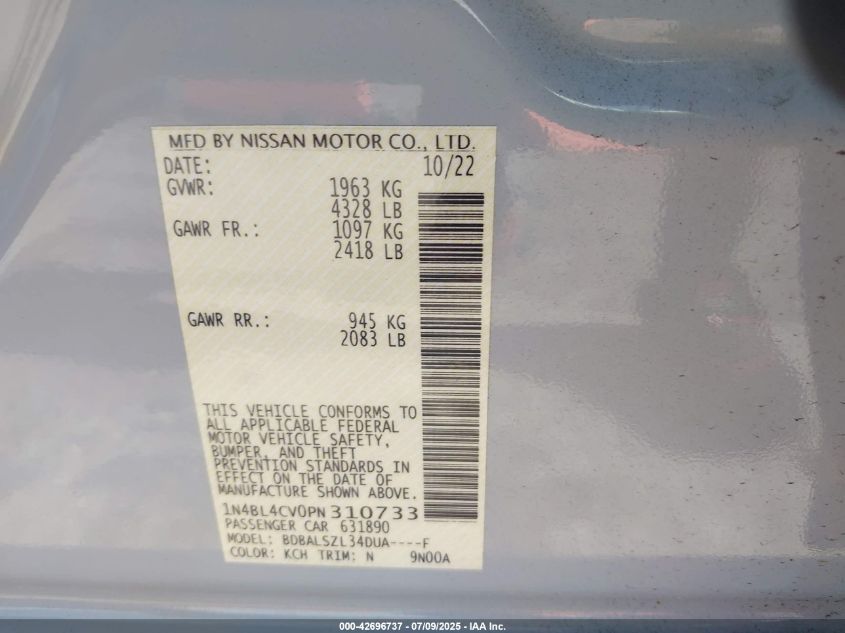 MFD BY NISSAN MOTOR CO., LTD.
DATE: 10/22
GVWR: 1963 KG
4328 LB
GAWR FR.: 1097 KG
2418 LB
GAWR RR.: 945 KG
2083 LB
THIS VEHICLE CONFORMS TO
ALL APPLICABLE FEDERAL
MOTOR VEHICLE SAFETY,
BUMPER, AND THEFT
PREVENTION STANDARDS IN
EFFECT ON THE DATE OF
MANUFACTURE SHOWN ABOVE.
1N4BL4CV0PN310733
PASSENGER CAR 631890
MODEL: BDBALSZL34DUA----F
COLOR: KCH TRIM: N 9N00A
000-42696737 - 07/09/2025 - IAA Inc.